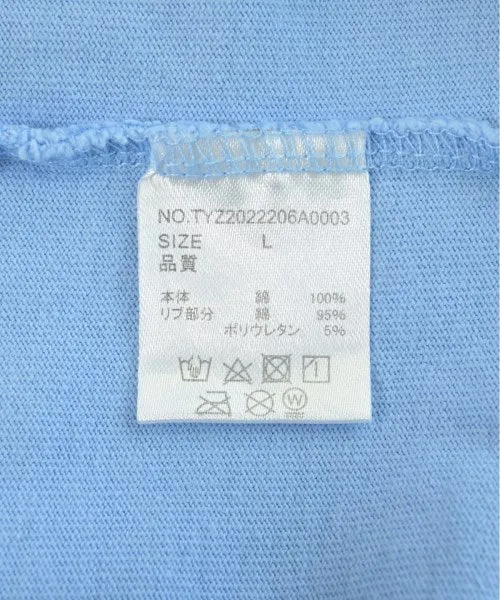 NO.TYZ2022206A0003
SIZE L
品質
本体 綿 100%
リブ部分 綿 95%
ポリウレタン 5%
W